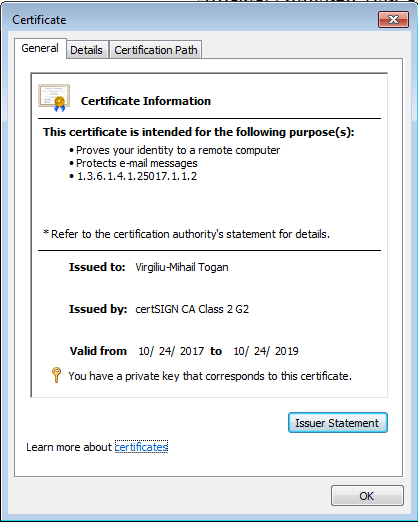 Certificate
General Details Certification Path
Certificate Information
This certificate is intended for the following purpose(s):
• Proves your identity to a remote computer
• Protects e-mail messages
• 1.3.6.1.4.1.25017.1.1.2
* Refer to the certification authority's statement for details.
Issued to: Virgiliu-Mihail Togan
Issued by: certSIGN CA Class 2 G2
Valid from 10/ 24/ 2017 to 10/ 24/ 2019
You have a private key that corresponds to this certificate.
Issuer Statement
Learn more about certificates
OK